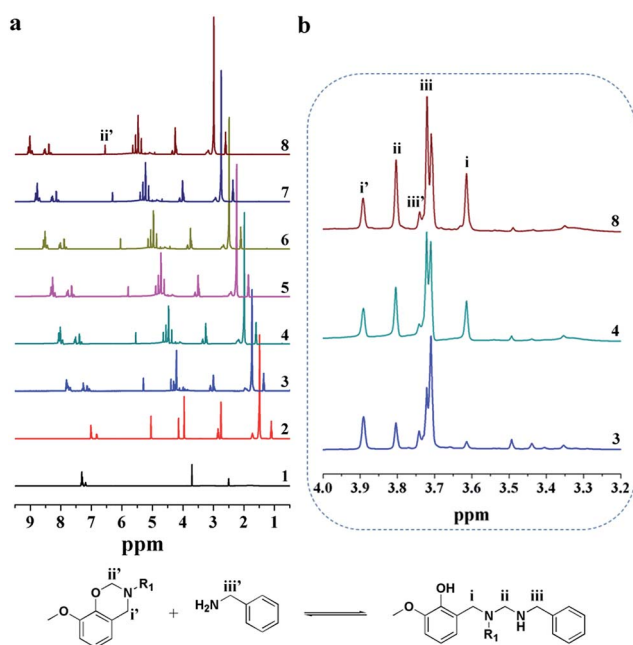 a
b
8
7
6
5
4
3
2
1
ii'
9 8 7 6 5 4 3 2 1
ppm
iii
ii
i
i'
iii'
8
4
3
4.0 3.9 3.8 3.7 3.6 3.5 3.4 3.3 3.2
ppm
ii'
O
N
R1
O
i'
+
iii'
H2N
OH
i
ii
iii
O
N
N
H
R1